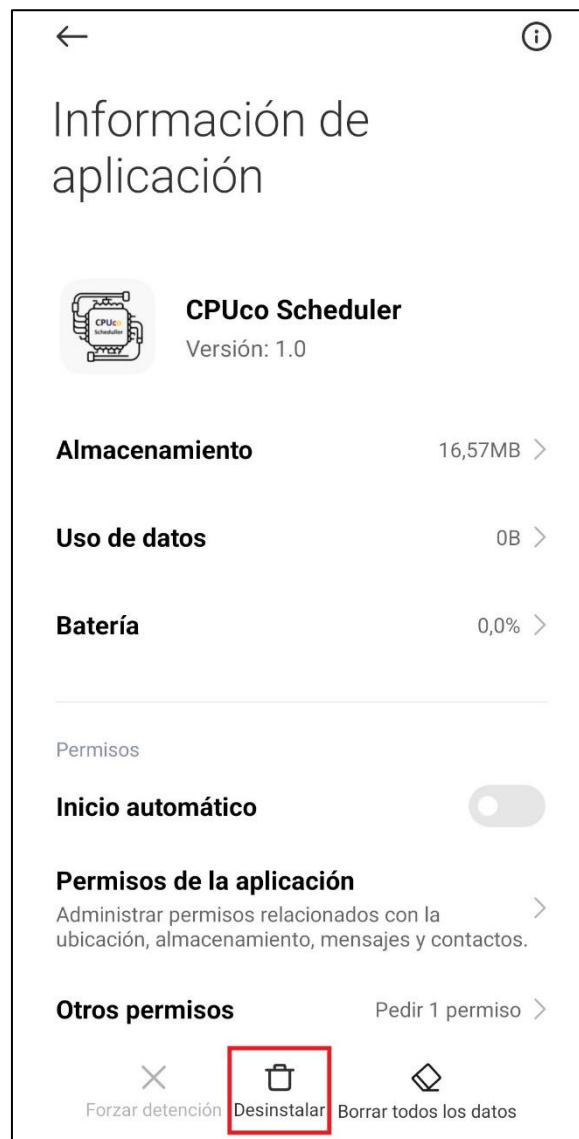 Información de
aplicación
CPUco
Scheduller
CPUco Scheduler
Versión: 1.0
Almacenamiento 16,57MB
Uso de datos 0B
Batería 0,0%
Permisos
Inicio automático
Permisos de la aplicación
Administrar permisos relacionados con la
ubicación, almacenamiento, mensajes y contactos.
Otros permisos Pedir 1 permiso
Forzar detención Desinstalar Borrar todos los datos